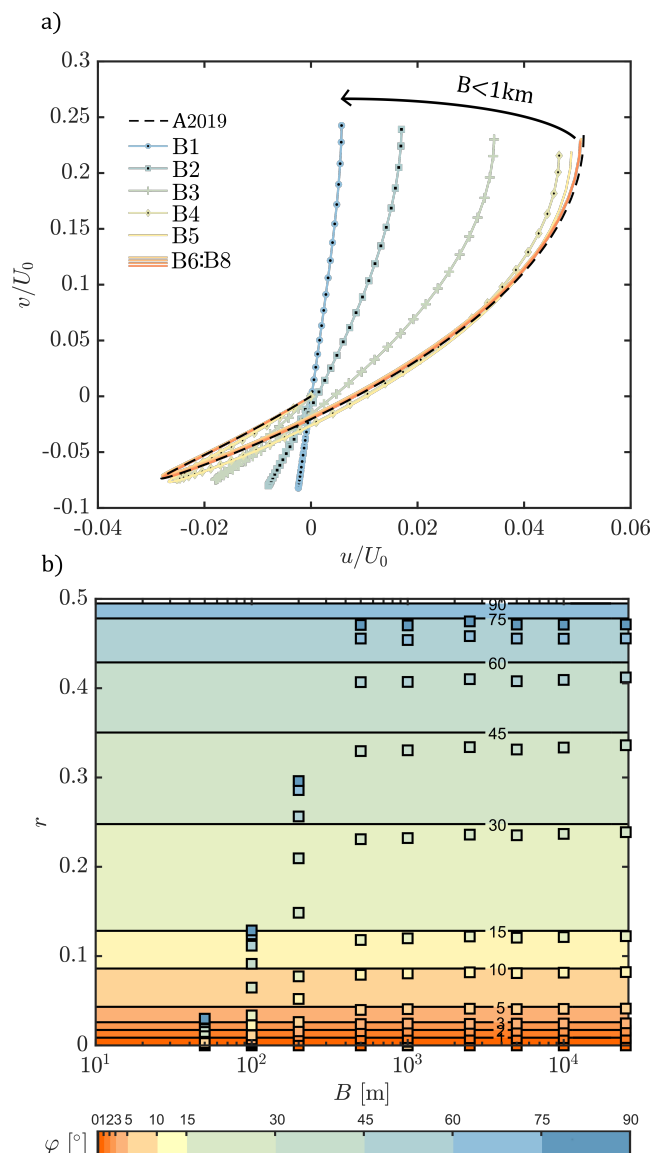 a)
0.3
0.25
0.2
0.15
0.1
0.05
0
-0.05
-0.1
v/U0
-0.04 -0.02 0 0.02 0.04 0.06
u/U0
B<1km
A2019
B1
B2
B3
B4
B5
B6:B8
b)
0.5
0.4
0.3
0.2
0.1
0
r
90
75
60
45
30
15
10
5
3
2
1
10^1 10^2 10^3 10^4
B [m]
0 1 2 3 5 10 15 30 45 60 75 90
φ [°]